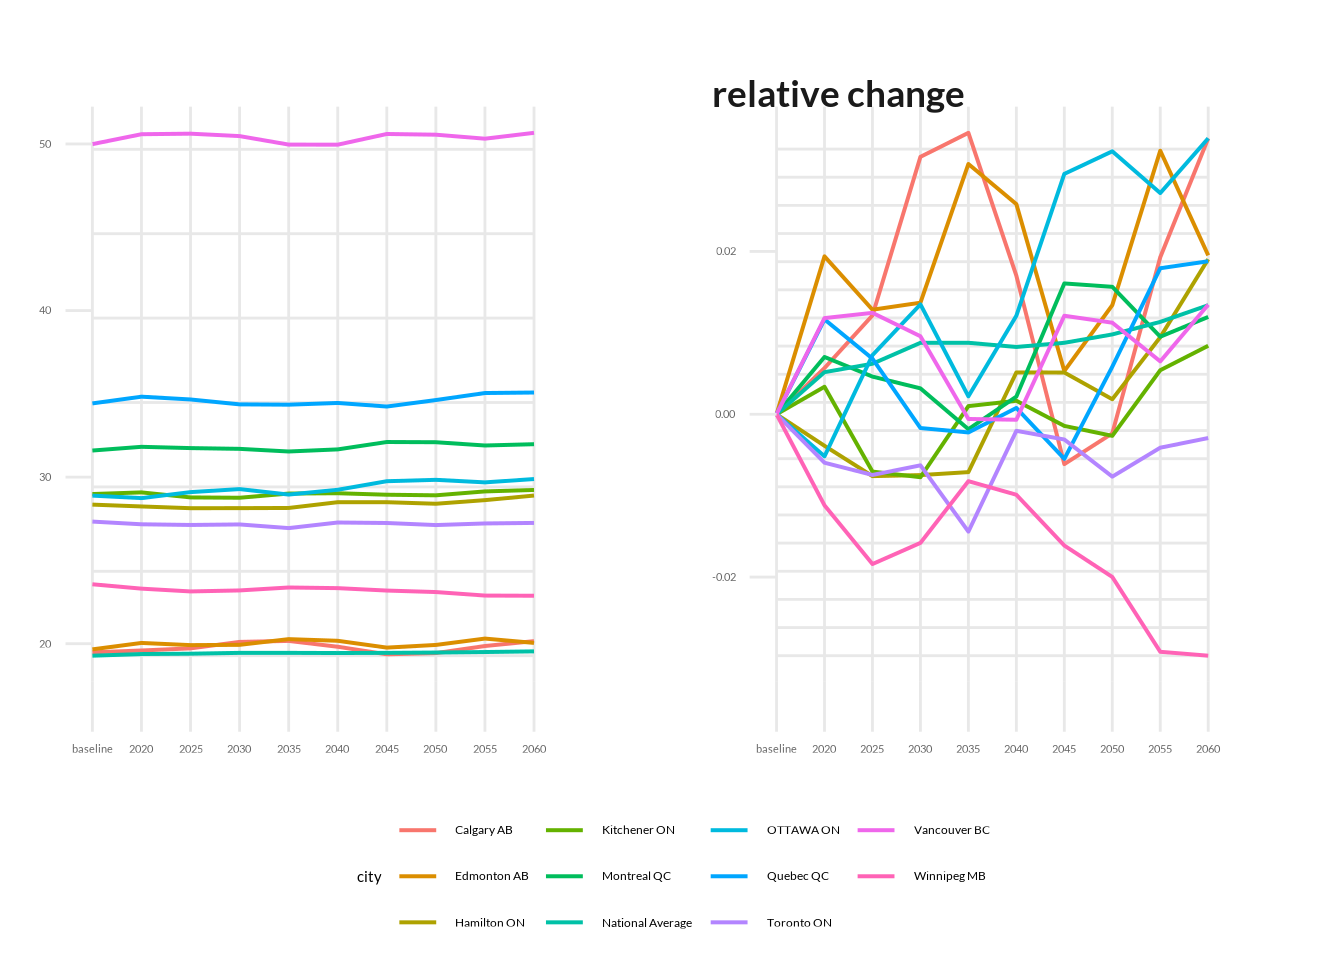 relative change
50
40
30
20
baseline 2020 2025 2030 2035 2040 2045 2050 2055 2060
0.02
0.00
-0.02
baseline 2020 2025 2030 2035 2040 2045 2050 2055 2060
city
Calgary AB
Edmonton AB
Hamilton ON
Kitchener ON
Montreal QC
National Average
OTTAWA ON
Quebec QC
Toronto ON
Vancouver BC
Winnipeg MB